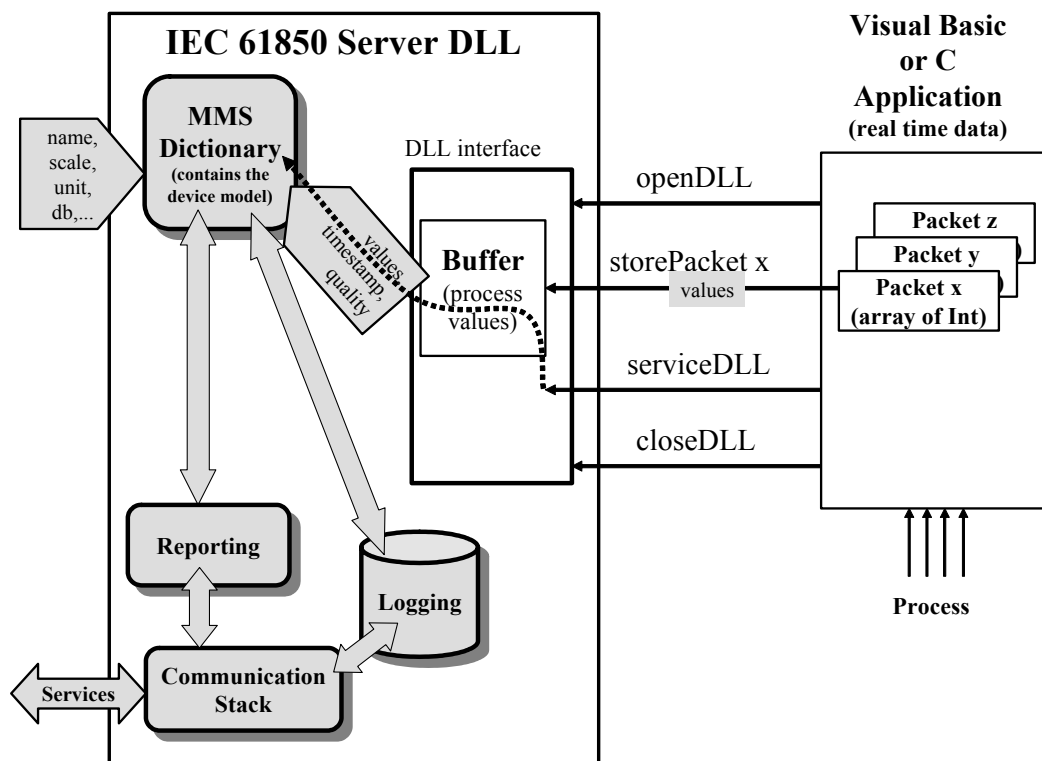 IEC 61850 Server DLL
Visual Basic
or C
Application
(real time data)
name,
scale,
unit,
db,...
MMS
Dictionary
(contains the
device model)
DLL interface
values,
timestamp,
quality
Buffer
(process
values)
openDLL
storePacket x
values
serviceDLL
closeDLL
Packet z
)
Packet y
)
Packet x
(array of Int)
Process
Reporting
Logging
Communication
Stack
Services